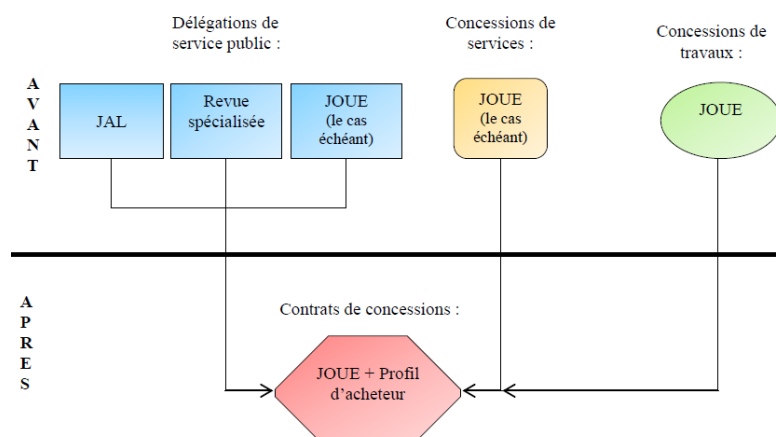 Délégations de
service public :
Concessions de
services :
Concessions de
travaux :
A
V
A
N
T
JAL
Revue
spécialisée
JOUE
(le cas
échéant)
JOUE
(le cas
échéant)
JOUE
A
P
R
E
S
Contrats de concessions :
JOUE + Profil
d’acheteur